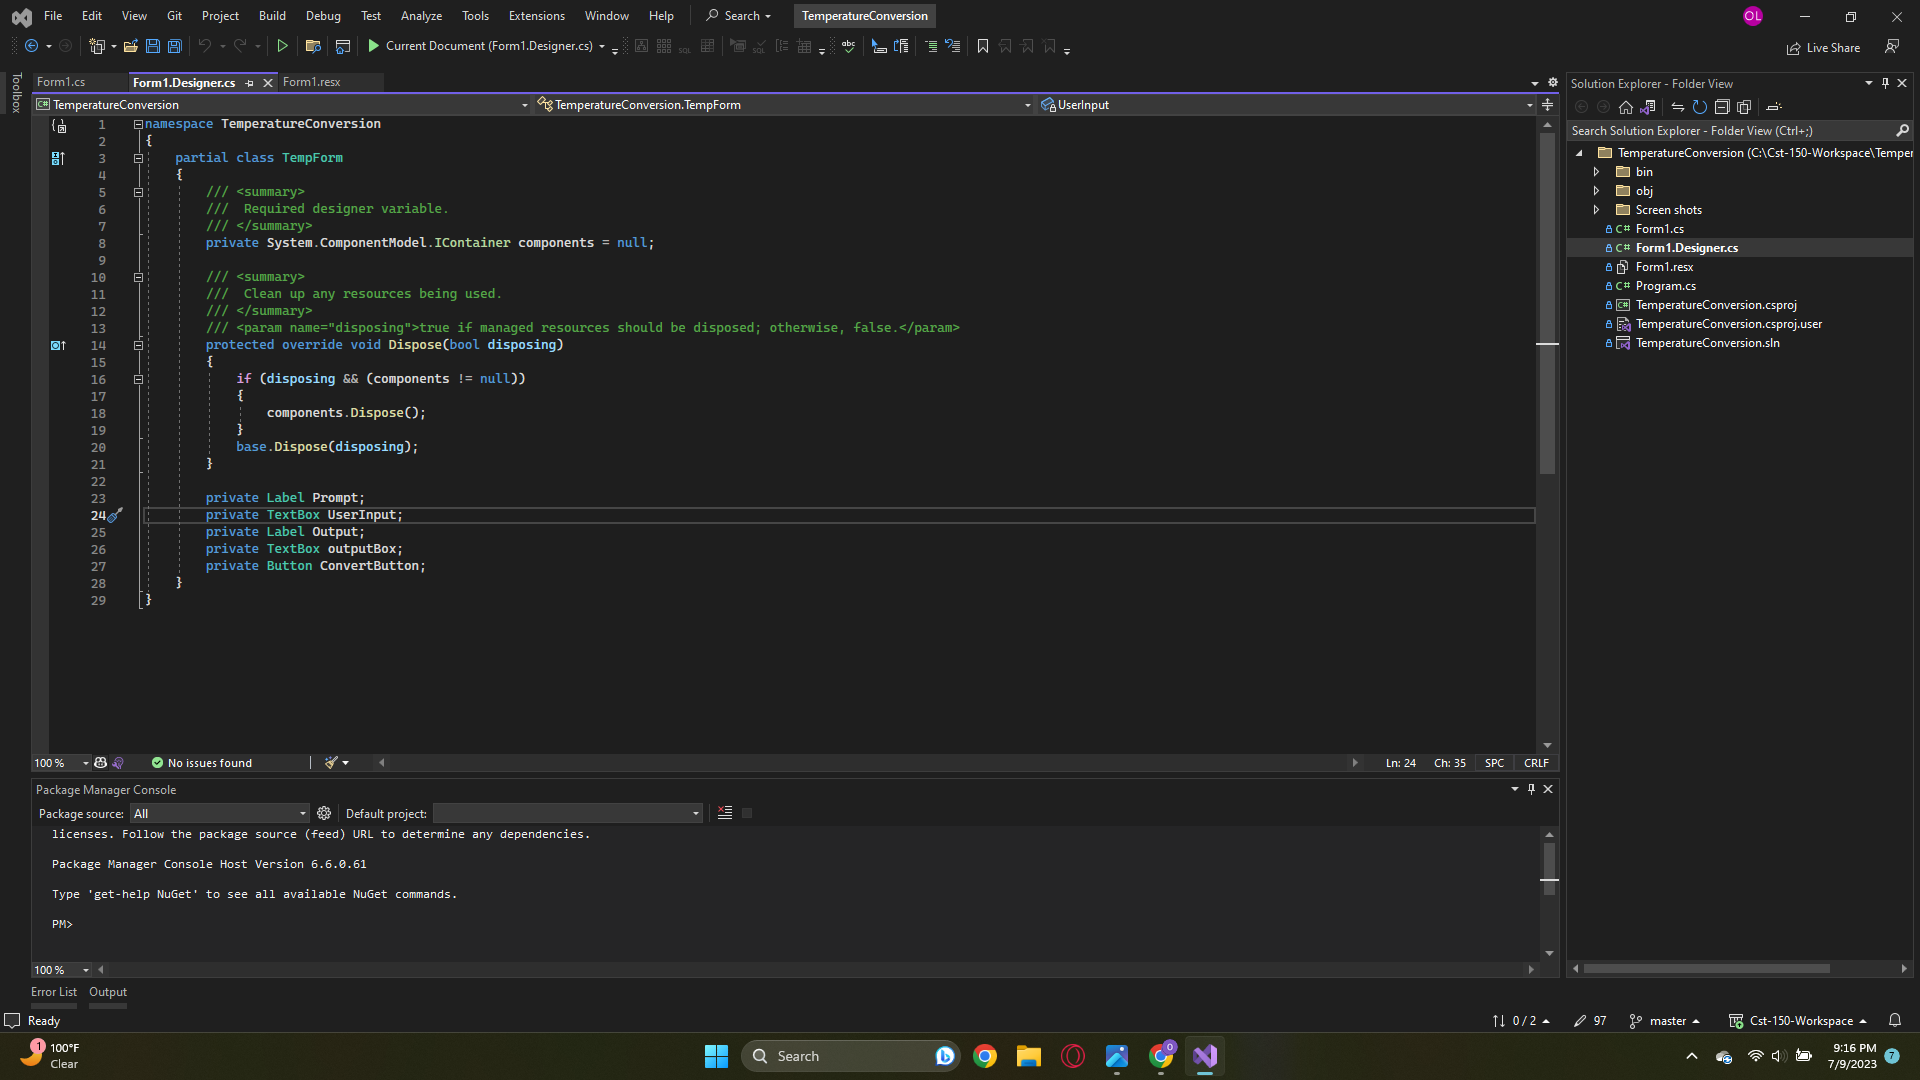 File Edit View Git Project Build Debug Test Analyze Tools Extensions Window Help Search TemperatureConversion OL
Current Document (Form1.Designer.cs) Live Share
Toolbox
Form1.cs Form1.Designer.cs Form1.resx
TemperatureConversion TemperatureConversion.TempForm UserInput
1 namespace TemperatureConversion
2 {
3 partial class TempForm
4 {
5 /// <summary>
6 ///  Required designer variable.
7 /// </summary>
8 private System.ComponentModel.IContainer components = null;
9
10 /// <summary>
11 ///  Clean up any resources being used.
12 /// </summary>
13 /// <param name="disposing">true if managed resources should be disposed; otherwise, false.</param>
14 protected override void Dispose(bool disposing)
15 {
16 if (disposing && (components != null))
17 {
18 components.Dispose();
19 }
20 base.Dispose(disposing);
21 }
22
23 private Label Prompt;
24 private TextBox UserInput;
25 private Label Output;
26 private TextBox outputBox;
27 private Button ConvertButton;
28 }
29 }
100 % No issues found Ln: 24 Ch: 35 SPC CRLF
Package Manager Console
Package source: All Default project:
licenses. Follow the package source (feed) URL to determine any dependencies.
Package Manager Console Host Version 6.6.0.61
Type 'get-help NuGet' to see all available NuGet commands.
PM>
100 %
Error List Output
Solution Explorer - Folder View
Search Solution Explorer - Folder View (Ctrl+;)
TemperatureConversion (C:\Cst-150-Workspace\Temper
bin
obj
Screen shots
C# Form1.cs
C# Form1.Designer.cs
Form1.resx
C# Program.cs
TemperatureConversion.csproj
TemperatureConversion.csproj.user
TemperatureConversion.sln
Ready 0 / 2 97 master Cst-150-Workspace
1 100°F
Clear
Search
0
9:16 PM
7/9/2023
7